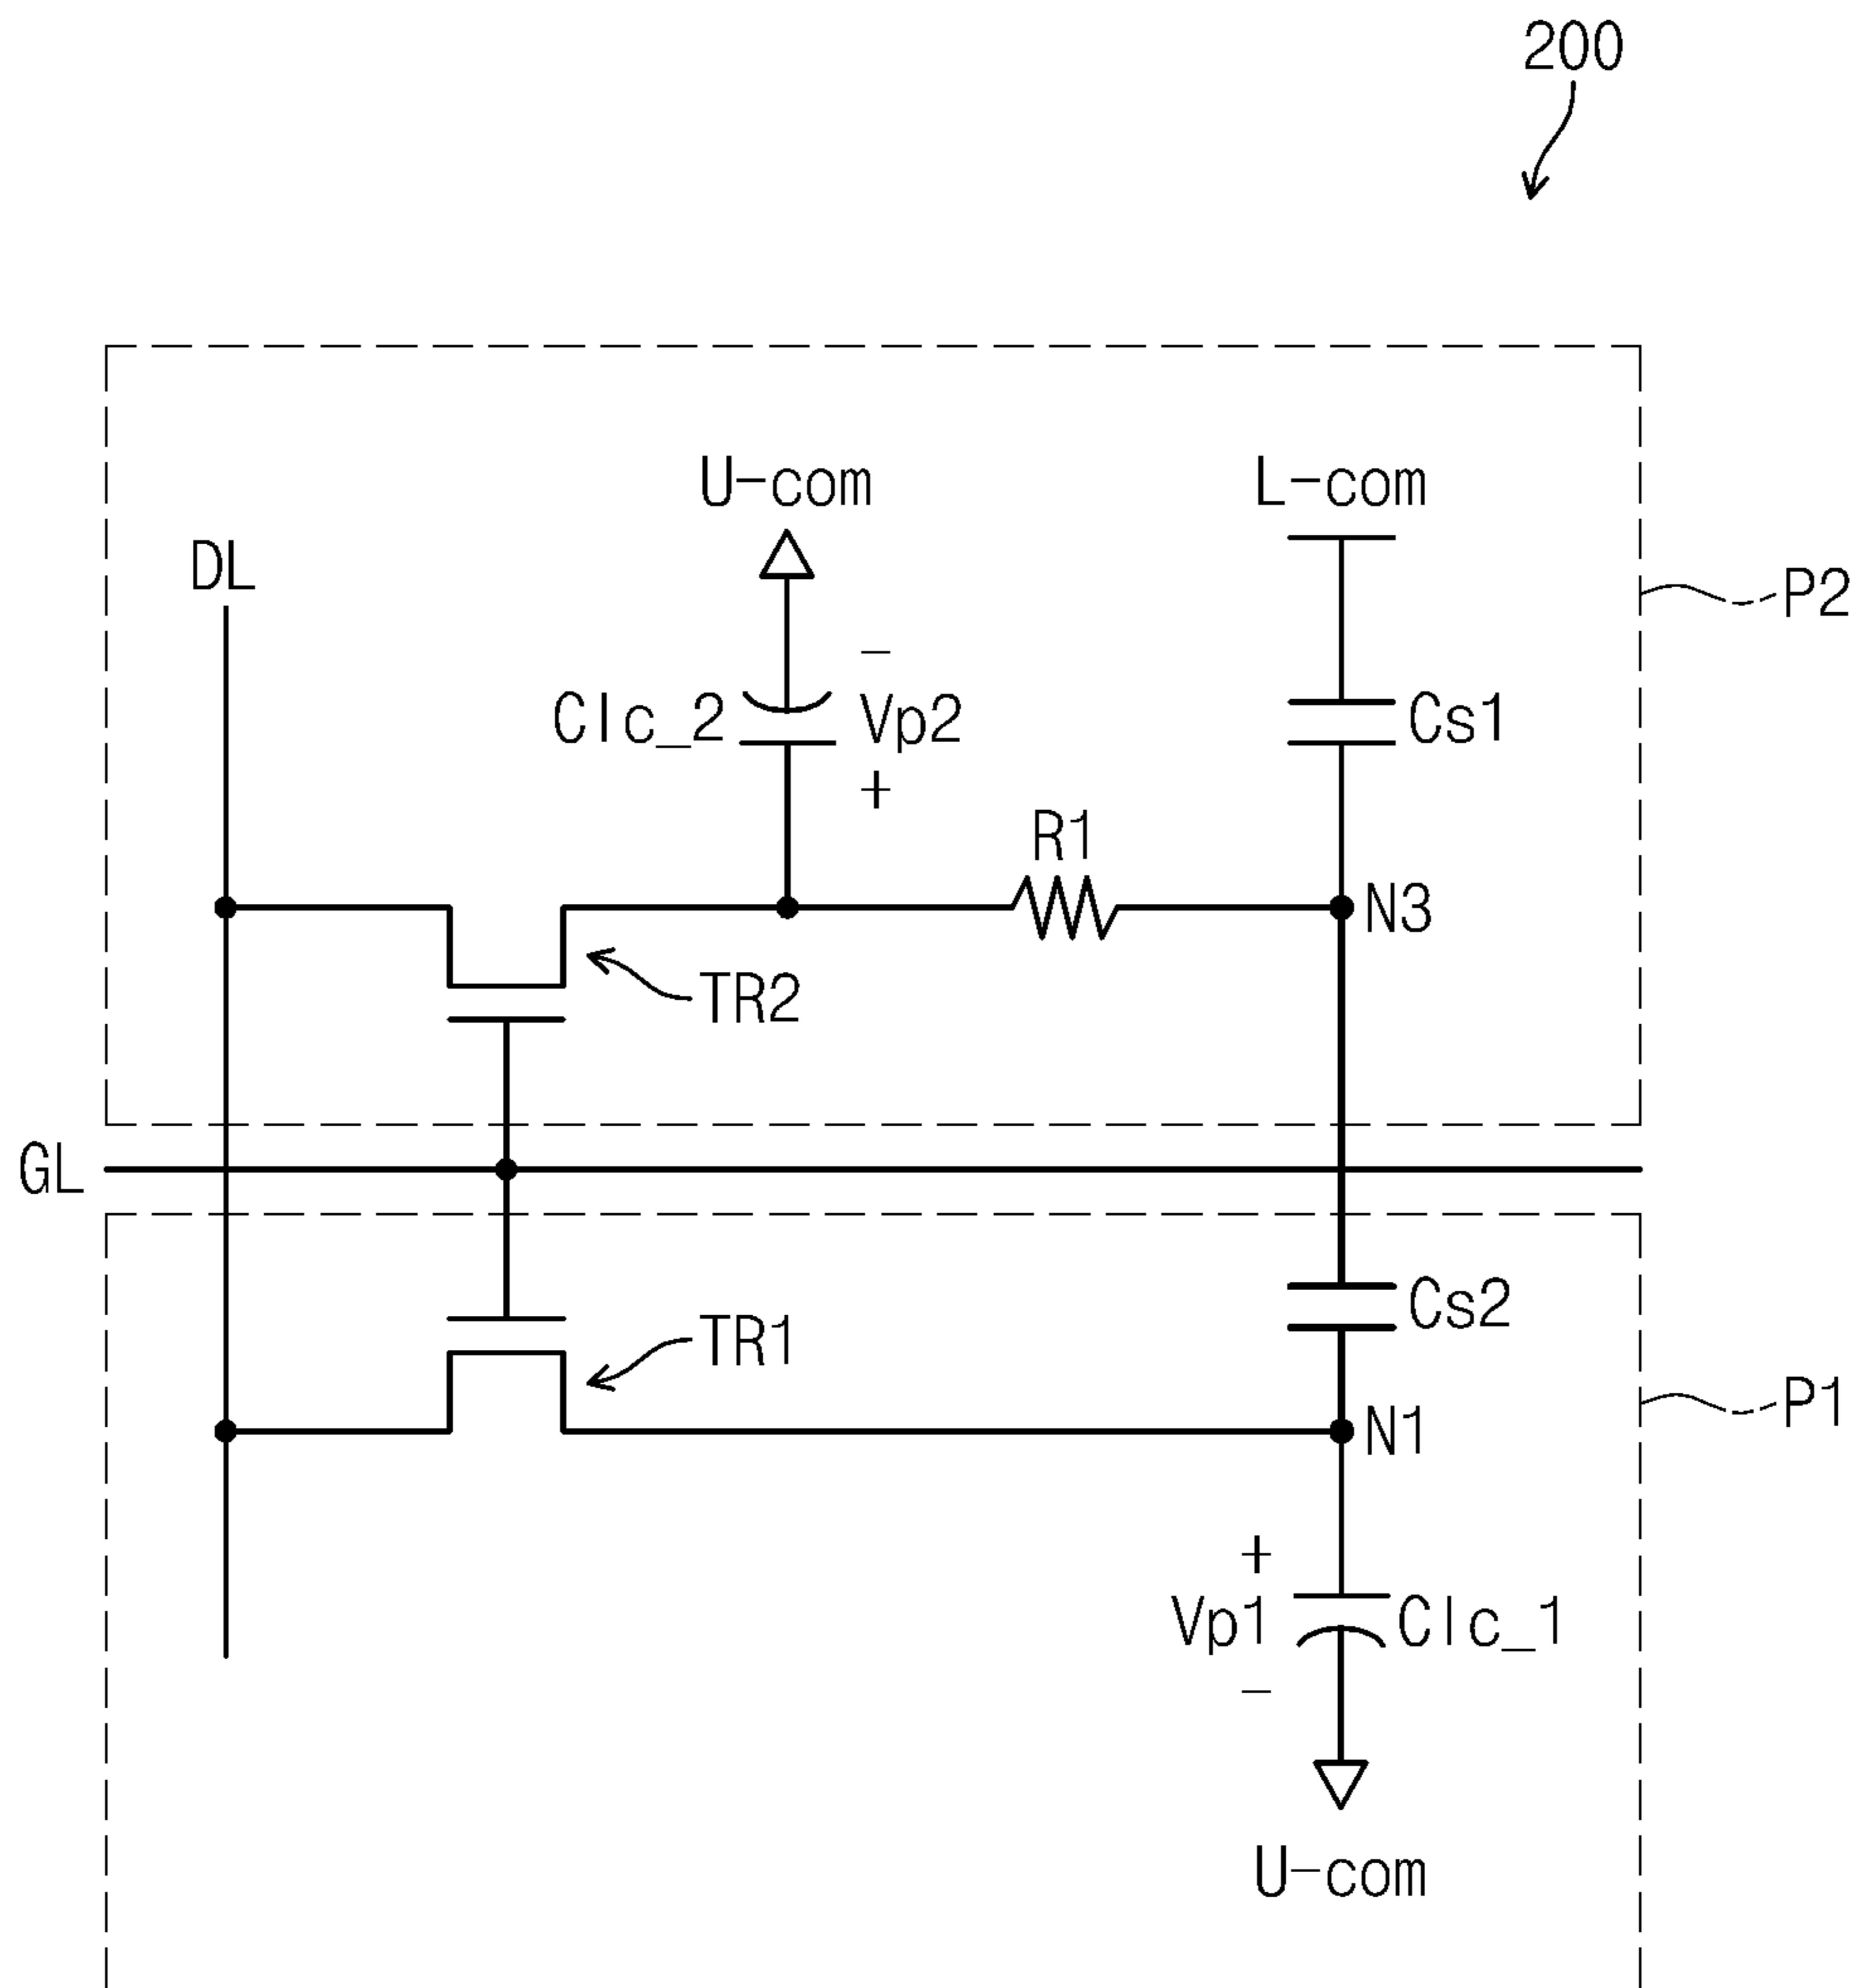 200
U-com
L-com
DL
P2
-
Clc_2
Vp2
Cs1
+
R1
N3
TR2
GL
Cs2
TR1
P1
N1
+
Vp1
Clc_1
-
U-com